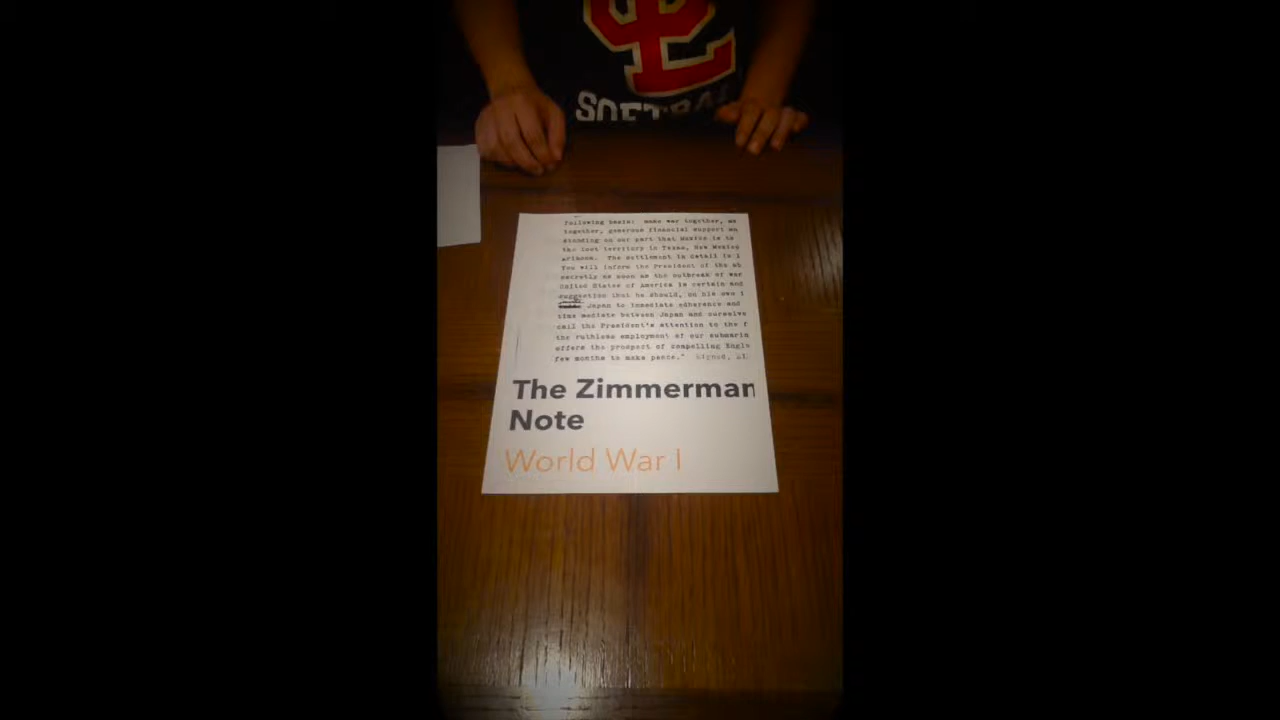 SOFTBA
following basis: make war together, ma
together, generous financial support an
standing on our part that Mexico is to
the lost territory in Texas, New Mexico
arizona. The settlement in detail is l
You will inform the President of the ab
secretly as soon as the outbreak of war
United States of America is certain and
suggestion that he should, on his own i
Japan to immediate adherence and
time mediate between Japan and ourselve
call the President's attention to the f
the ruthless employment of our submarin
offers the prospect of compelling Engla
few months to make peace." Signed,
The Zimmerman
Note
World War I